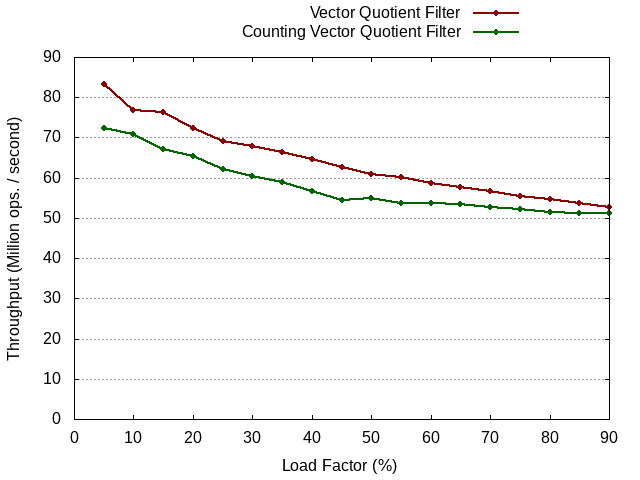 Vector Quotient Filter
Counting Vector Quotient Filter
90
80
70
60
50
40
30
20
10
0
Throughput (Million ops. / second)
0 10 20 30 40 50 60 70 80 90
Load Factor (%)